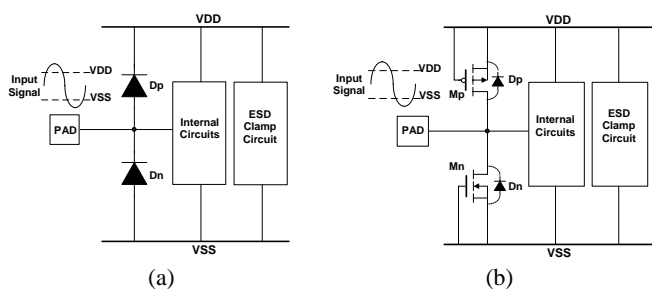 VDD
Input
Signal
VDD
VSS
Dp
PAD
Internal
Circuits
ESD
Clamp
Circuit
Dn
VSS
(a)
VDD
Input
Signal
VDD
VSS
Mp
Dp
PAD
Internal
Circuits
ESD
Clamp
Circuit
Mn
Dn
VSS
(b)